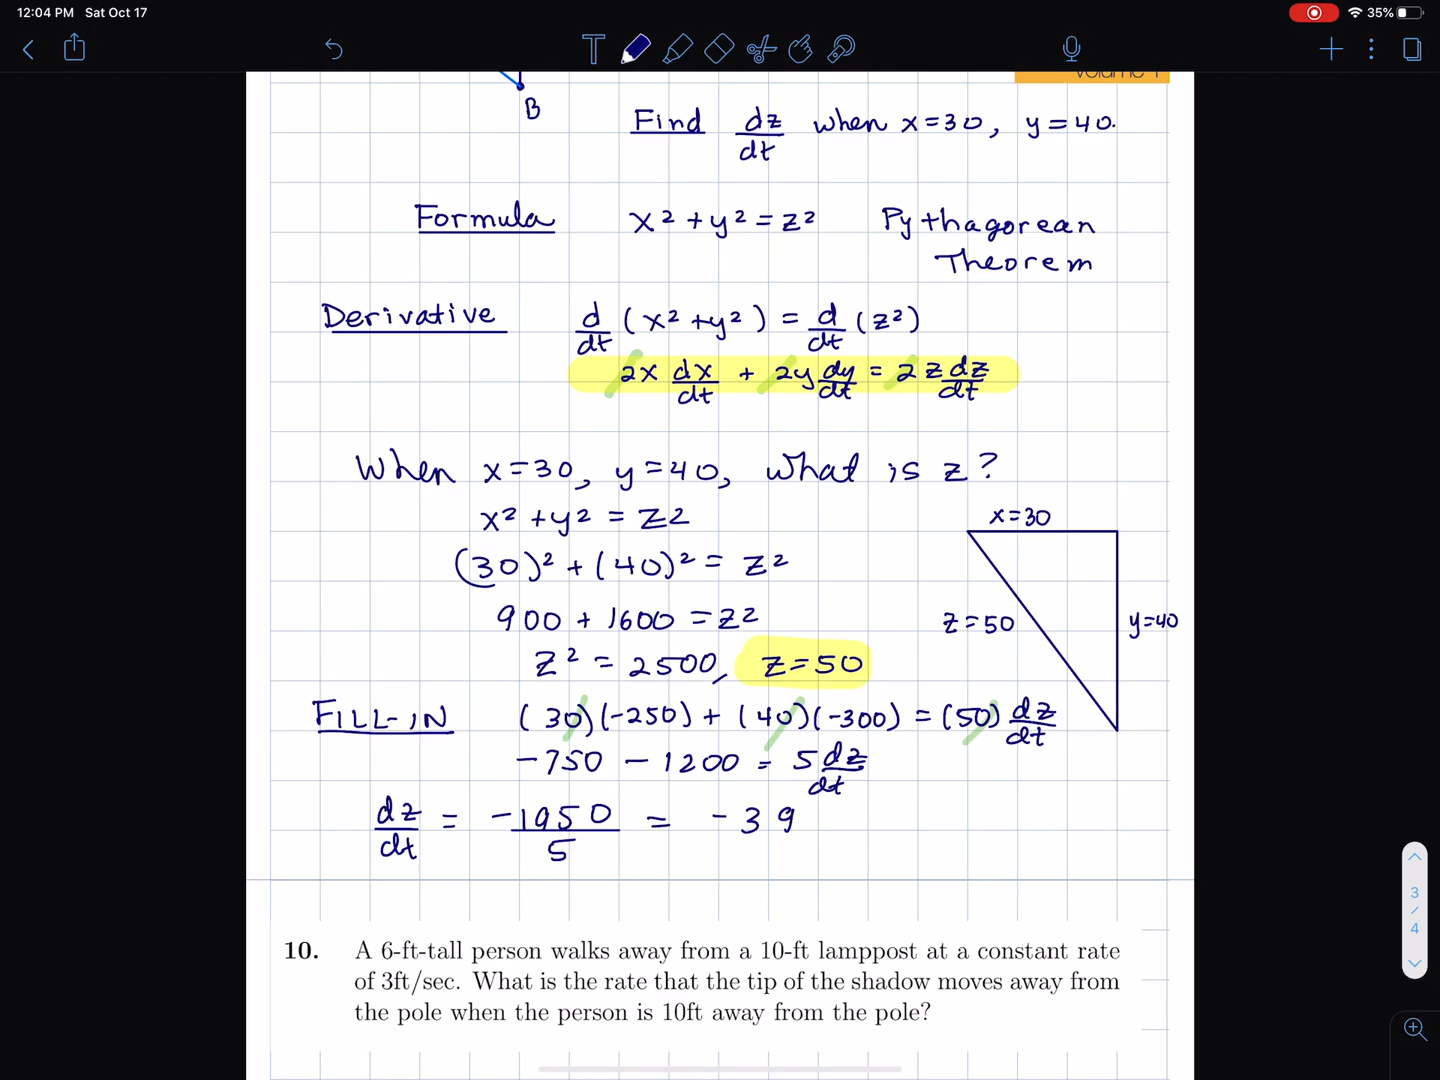 12:04 PM Sat Oct 17
35%
Volume 1
B
Find dz/dt when x=30, y=40.
Formula x² + y² = z² Pythagorean
Theorem
Derivative d/dt (x² + y²) = d/dt (z²)
2x dx/dt + 2y dy/dt = 2z dz/dt
When x=30, y=40, what is z?
x² + y² = z²
x=30
(30)² + (40)² = z²
900 + 1600 = z²
z=50
y=40
z² = 2500, z=50
FILL-IN (30)(-250) + (40)(-300) = (50) dz/dt
-750 - 1200 = 5 dz/dt
dz/dt = -1950/5 = -39
3/4
10. A 6-ft-tall person walks away from a 10-ft lamppost at a constant rate
of 3ft/sec. What is the rate that the tip of the shadow moves away from
the pole when the person is 10ft away from the pole?